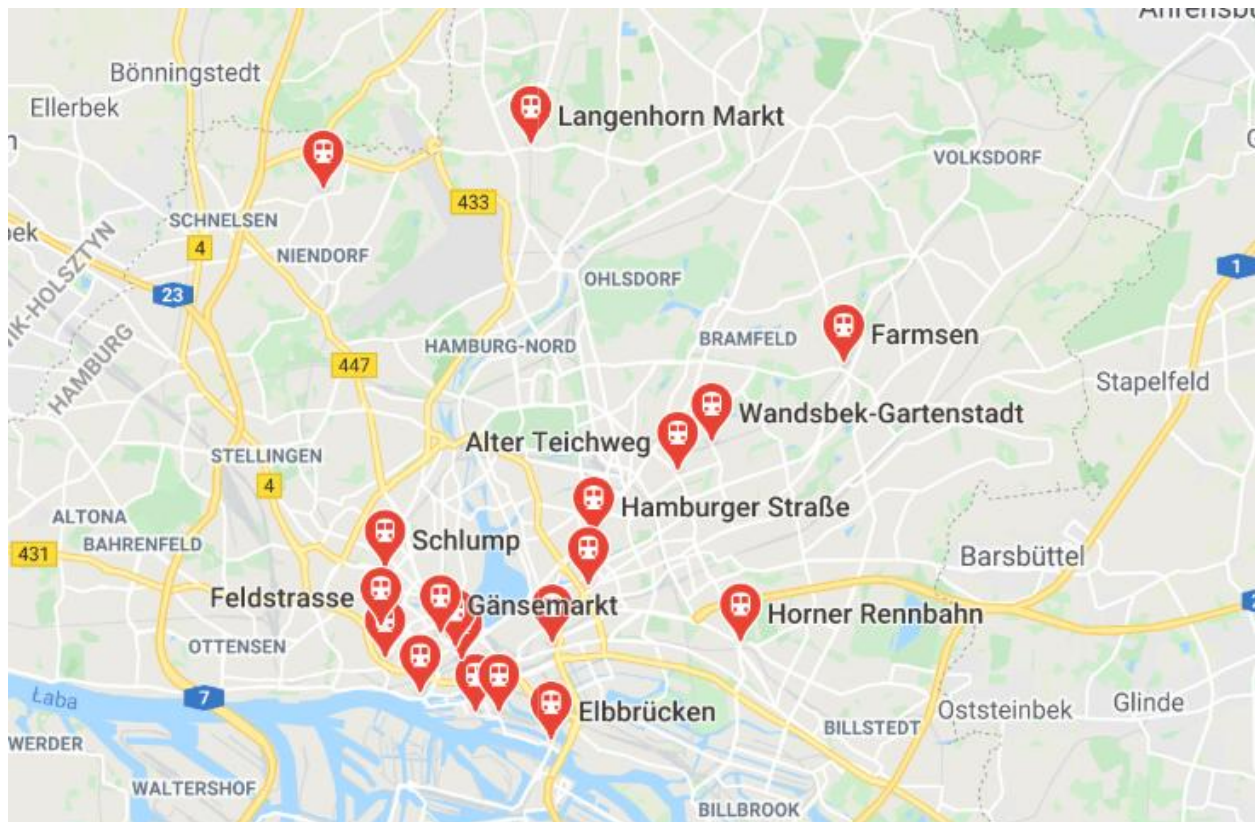 Ahrensbu
Bönningstedt
Ellerbek
Langenhorn Markt
VOLKSDORF
433
SCHNELSEN
4
NIENDORF
OHLSDORF
1
23
HAMBURG
HAMBURG-NORD
BRAMFELD
Farmsen
447
Stapelfeld
Wandsbek-Gartenstadt
Alter Teichweg
STELLINGEN
4
Hamburger Straße
ALTONA
BAHRENFELD
Schlump
431
Barsbüttel
Feldstrasse
Gänsemarkt
Horner Rennbahn
OTTENSEN
Łaba
7
Elbbrücken
Oststeinbek
Glinde
BILLSTEDT
WERDER
WALTERSHOF
BILLBROOK